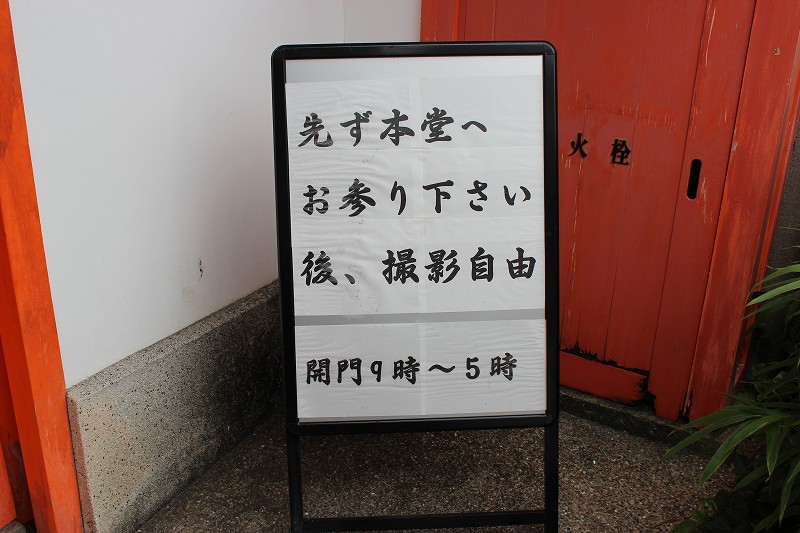 先ず本堂へ
お参り下さい
後、撮影自由
開門9時～5時
火栓